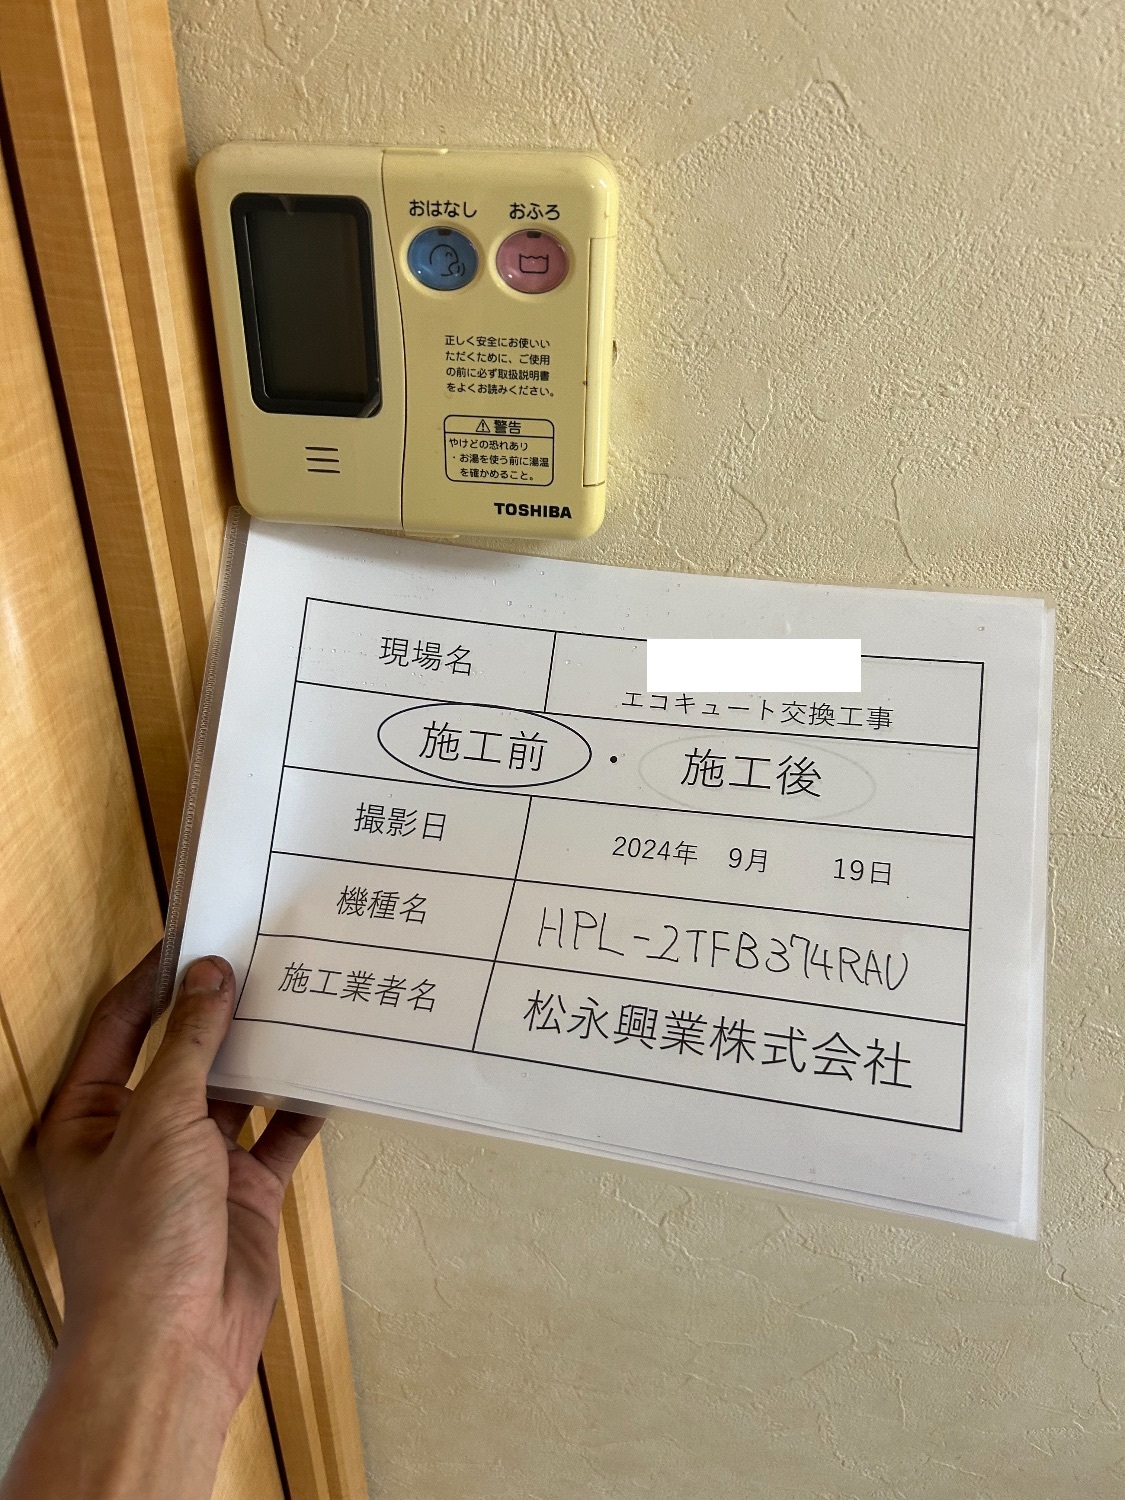 おはなし おふろ
正しく安全にお使いい
ただくために、ご使用
の前に必ず取扱説明書
をよくお読みください。
⚠警告
やけどの恐れあり
・お湯を使う前に湯温
を確かめること。
TOSHIBA
現場名
エコキュート交換工事
施工前・施工後
撮影日 2024年 9月 19日
機種名 HPL-2TFB374RAU
施工業者名 松永興業株式会社